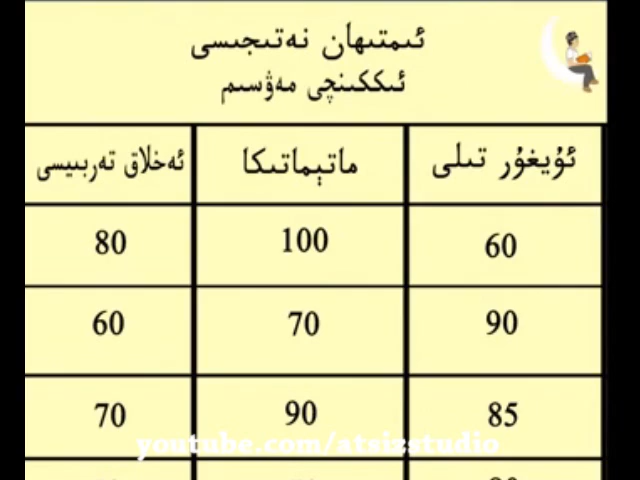 ئىمتىھان نەتىجىسى
ئىككىنچى مەۋسىم
ئۇيغۇر تىلى ماتېماتىكا ئەخلاق تەربىيىسى
60 100 80
90 70 60
85 90 70
youtube.com/atsizstudio